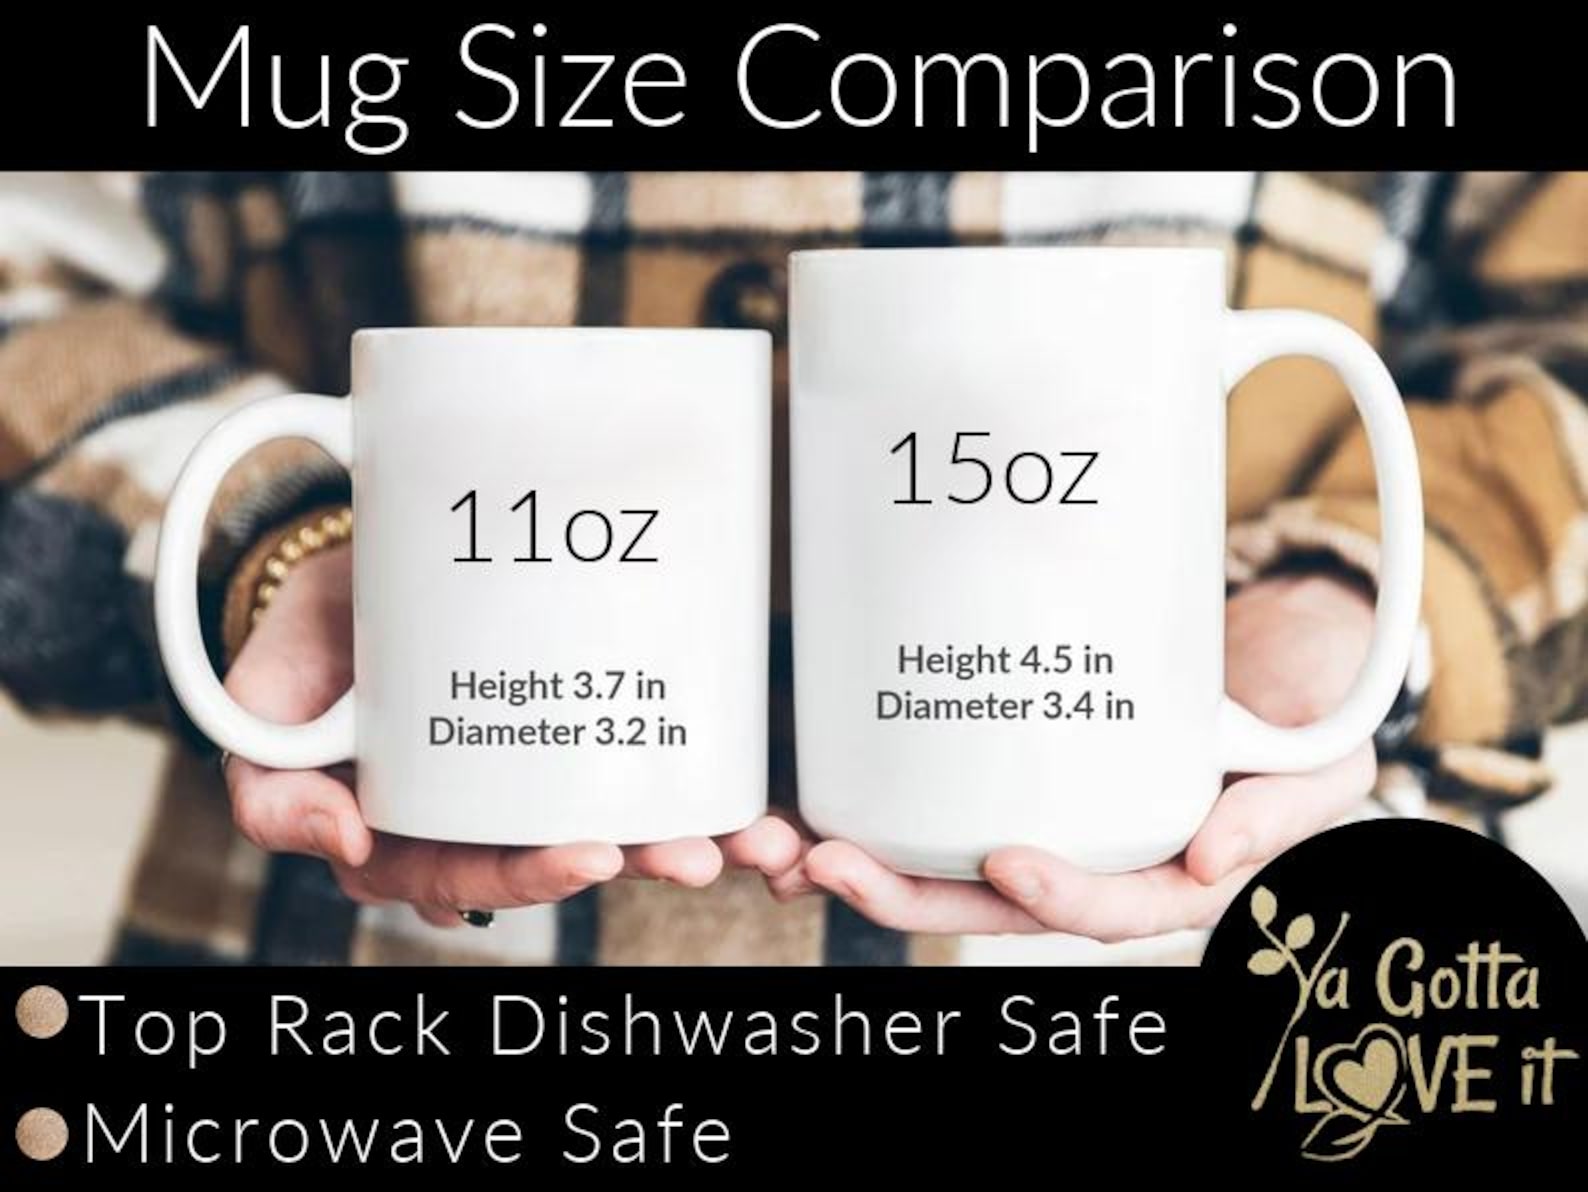 Mug Size Comparison
11oz
Height 3.7 in
Diameter 3.2 in
15oz
Height 4.5 in
Diameter 3.4 in
Top Rack Dishwasher Safe
Microwave Safe
Ya Gotta
LOVE it